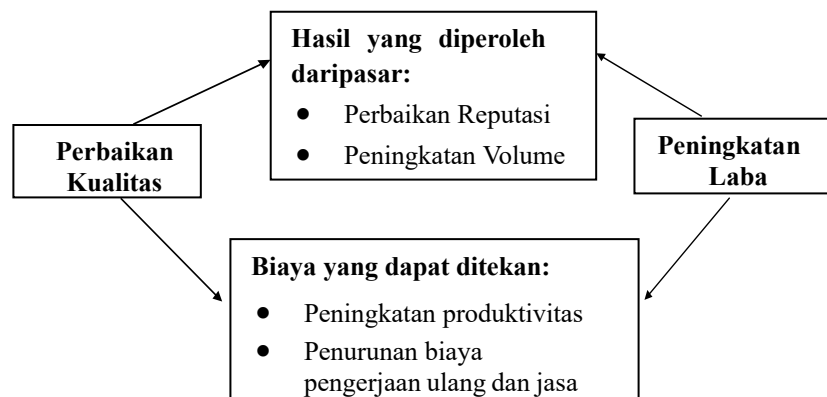 Hasil yang diperoleh
daripasar:
● Perbaikan Reputasi
● Peningkatan Volume
Perbaikan
Kualitas
Peningkatan
Laba
Biaya yang dapat ditekan:
● Peningkatan produktivitas
● Penurunan biaya
pengerjaan ulang dan jasa